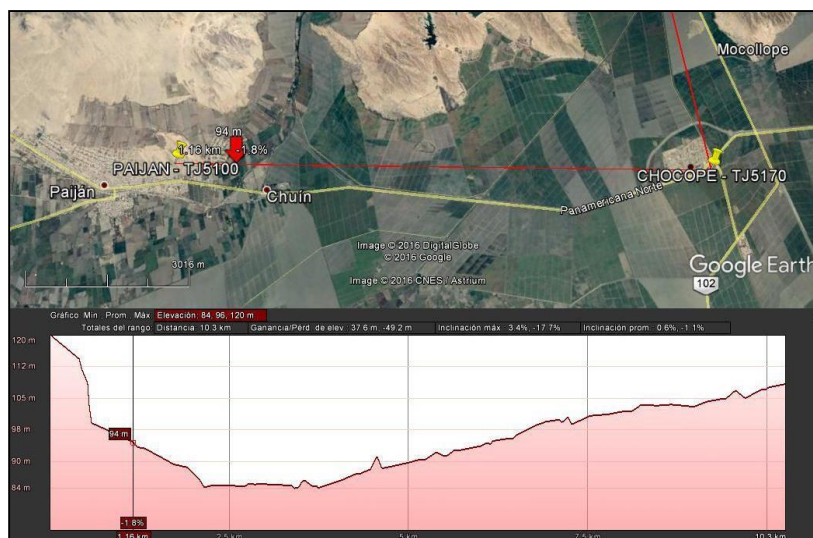 Mocollope
94 m
1.16 km -1.8%
PAIJAN - TJ5100
CHOCOPE - TJ5170
Paiján
Chuin
Panamericana Norte
Image © 2016 DigitalGlobe
© 2016 Google
3016 m
Image © 2016 CNES / Astrium
Google Earth
102
Gráfico: Mín., Prom., Máx. Elevación: 84, 96, 120 m
Totales del rango: Distancia: 10.3 km Ganancia/Pérd. de elev.: 37.6 m, -49.2 m Inclinación máx.: 3.4%, -17.7% Inclinación prom.: 0.6%, -1.1%
120 m
112 m
105 m
98 m
94 m
90 m
84 m
-1.8%
1.16 km 2.5 km 5 km 7.5 km 10.3 km